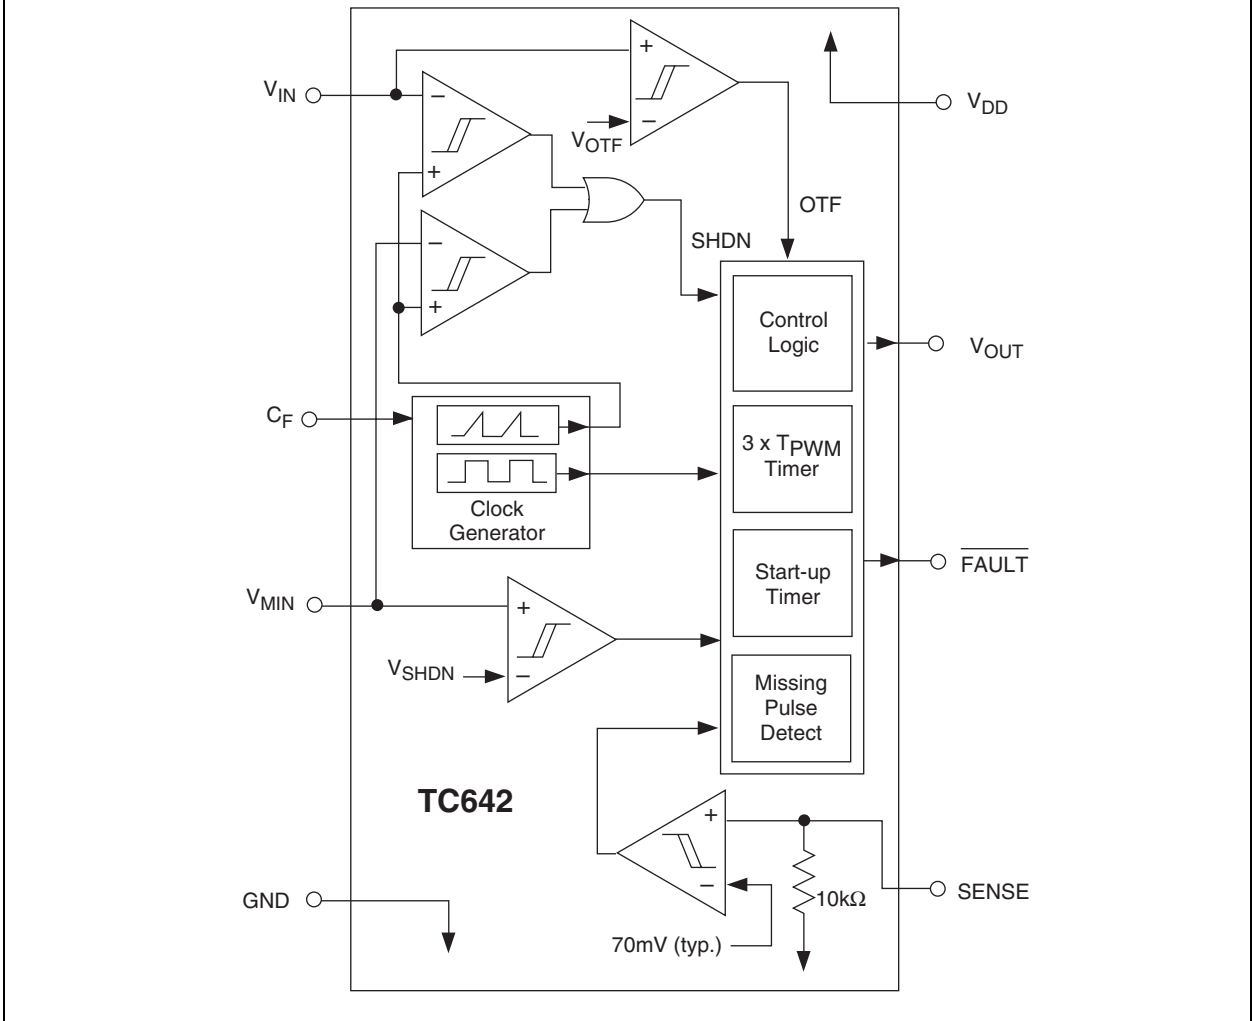 +
V_IN
−
V_DD
V_OTF
−
+
OTF
SHDN
−
+
Control
Logic
V_OUT
C_F
3 x T_PWM
Timer
Clock
Generator
FAULT
Start-up
Timer
V_MIN
+
V_SHDN
−
Missing
Pulse
Detect
TC642
+
−
10kΩ
SENSE
GND
70mV (typ.)